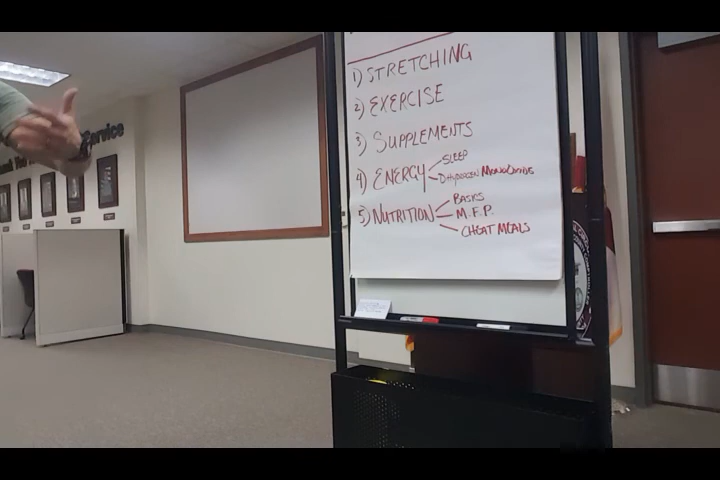 Service
1) STRETCHING
2) EXERCISE
3) SUPPLEMENTS
4) ENERGY
SLEEP
DIHYDROGEN MONOXIDE
5) NUTRITION
BASICS
M.F.P.
CHEAT MEALS